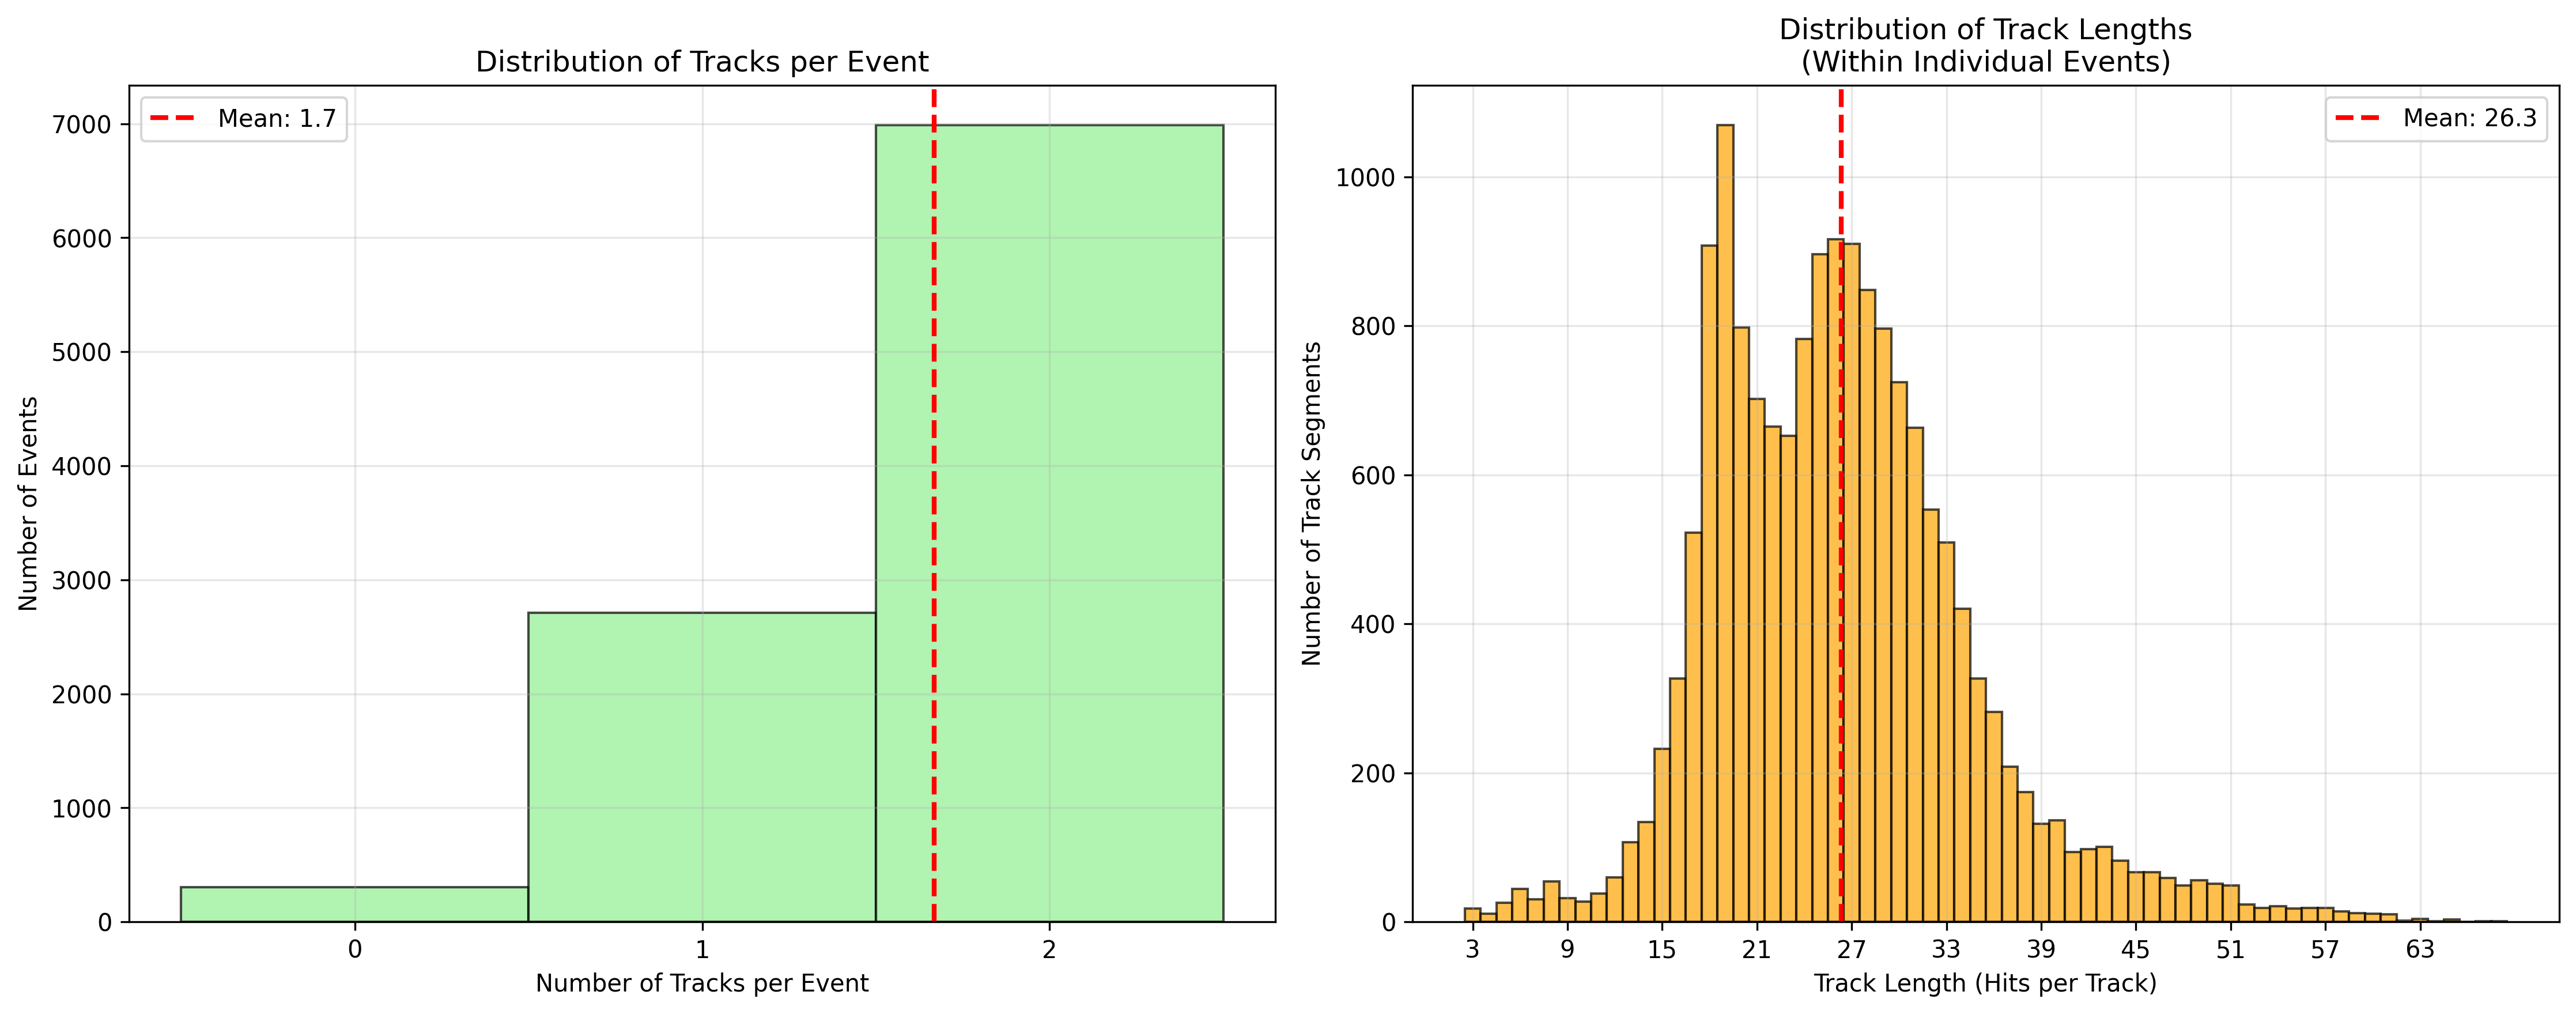 Distribution of Tracks per Event
Mean: 1.7
Number of Events
7000
6000
5000
4000
3000
2000
1000
0
0 1 2
Number of Tracks per Event
Distribution of Track Lengths
(Within Individual Events)
Mean: 26.3
Number of Track Segments
1000
800
600
400
200
0
3 9 15 21 27 33 39 45 51 57 63
Track Length (Hits per Track)